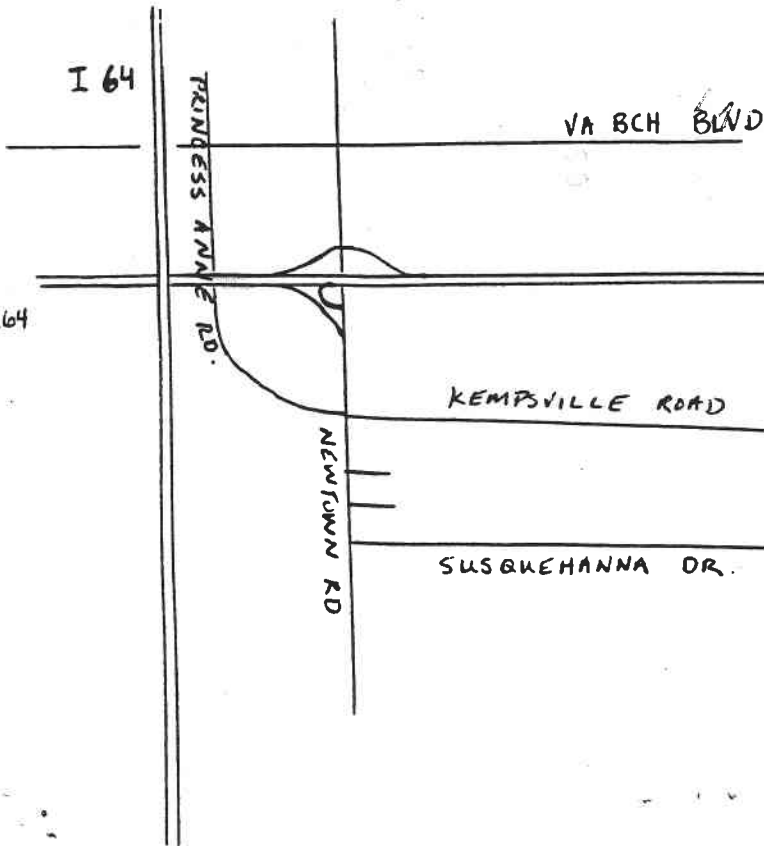 I 64
VA BCH BLVD
PRINCESS ANNE RD.
64
KEMPSVILLE ROAD
NEWTOWN RD
SUSQUEHANNA DR.